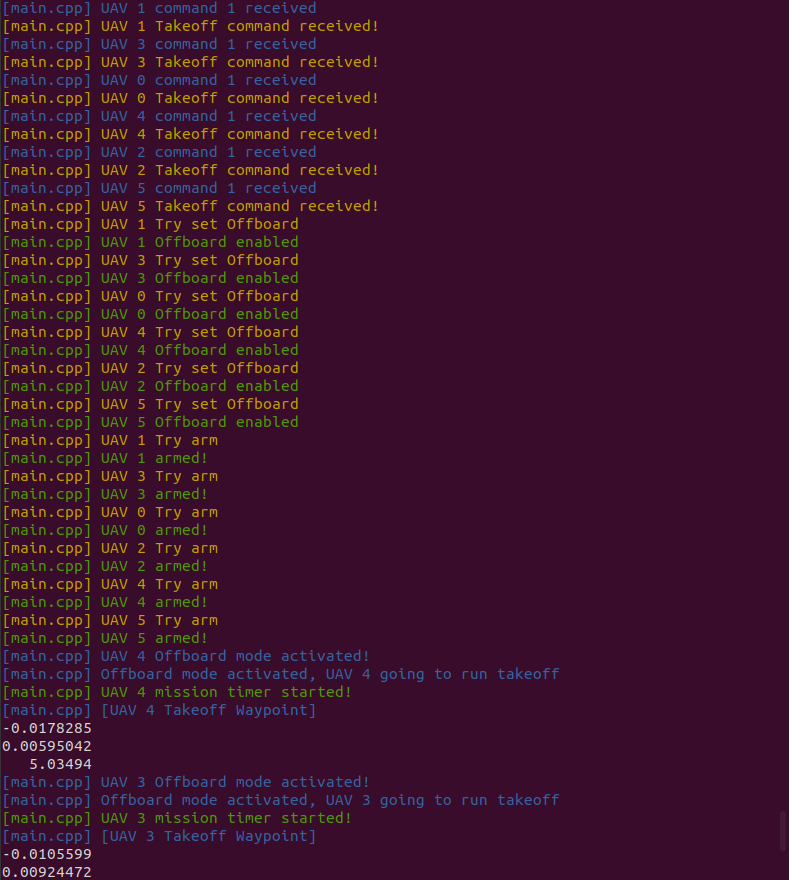 [main.cpp] UAV 1 command 1 received
[main.cpp] UAV 1 Takeoff command received!
[main.cpp] UAV 3 command 1 received
[main.cpp] UAV 3 Takeoff command received!
[main.cpp] UAV 0 command 1 received
[main.cpp] UAV 0 Takeoff command received!
[main.cpp] UAV 4 command 1 received
[main.cpp] UAV 4 Takeoff command received!
[main.cpp] UAV 2 command 1 received
[main.cpp] UAV 2 Takeoff command received!
[main.cpp] UAV 5 command 1 received
[main.cpp] UAV 5 Takeoff command received!
[main.cpp] UAV 1 Try set Offboard
[main.cpp] UAV 1 Offboard enabled
[main.cpp] UAV 3 Try set Offboard
[main.cpp] UAV 3 Offboard enabled
[main.cpp] UAV 0 Try set Offboard
[main.cpp] UAV 0 Offboard enabled
[main.cpp] UAV 4 Try set Offboard
[main.cpp] UAV 4 Offboard enabled
[main.cpp] UAV 2 Try set Offboard
[main.cpp] UAV 2 Offboard enabled
[main.cpp] UAV 5 Try set Offboard
[main.cpp] UAV 5 Offboard enabled
[main.cpp] UAV 1 Try arm
[main.cpp] UAV 1 armed!
[main.cpp] UAV 3 Try arm
[main.cpp] UAV 3 armed!
[main.cpp] UAV 0 Try arm
[main.cpp] UAV 0 armed!
[main.cpp] UAV 2 Try arm
[main.cpp] UAV 2 armed!
[main.cpp] UAV 4 Try arm
[main.cpp] UAV 4 armed!
[main.cpp] UAV 5 Try arm
[main.cpp] UAV 5 armed!
[main.cpp] UAV 4 Offboard mode activated!
[main.cpp] Offboard mode activated, UAV 4 going to run takeoff
[main.cpp] UAV 4 mission timer started!
[main.cpp] [UAV 4 Takeoff Waypoint]
-0.0178285
0.00595042
5.03494
[main.cpp] UAV 3 Offboard mode activated!
[main.cpp] Offboard mode activated, UAV 3 going to run takeoff
[main.cpp] UAV 3 mission timer started!
[main.cpp] [UAV 3 Takeoff Waypoint]
-0.0105599
0.00924472